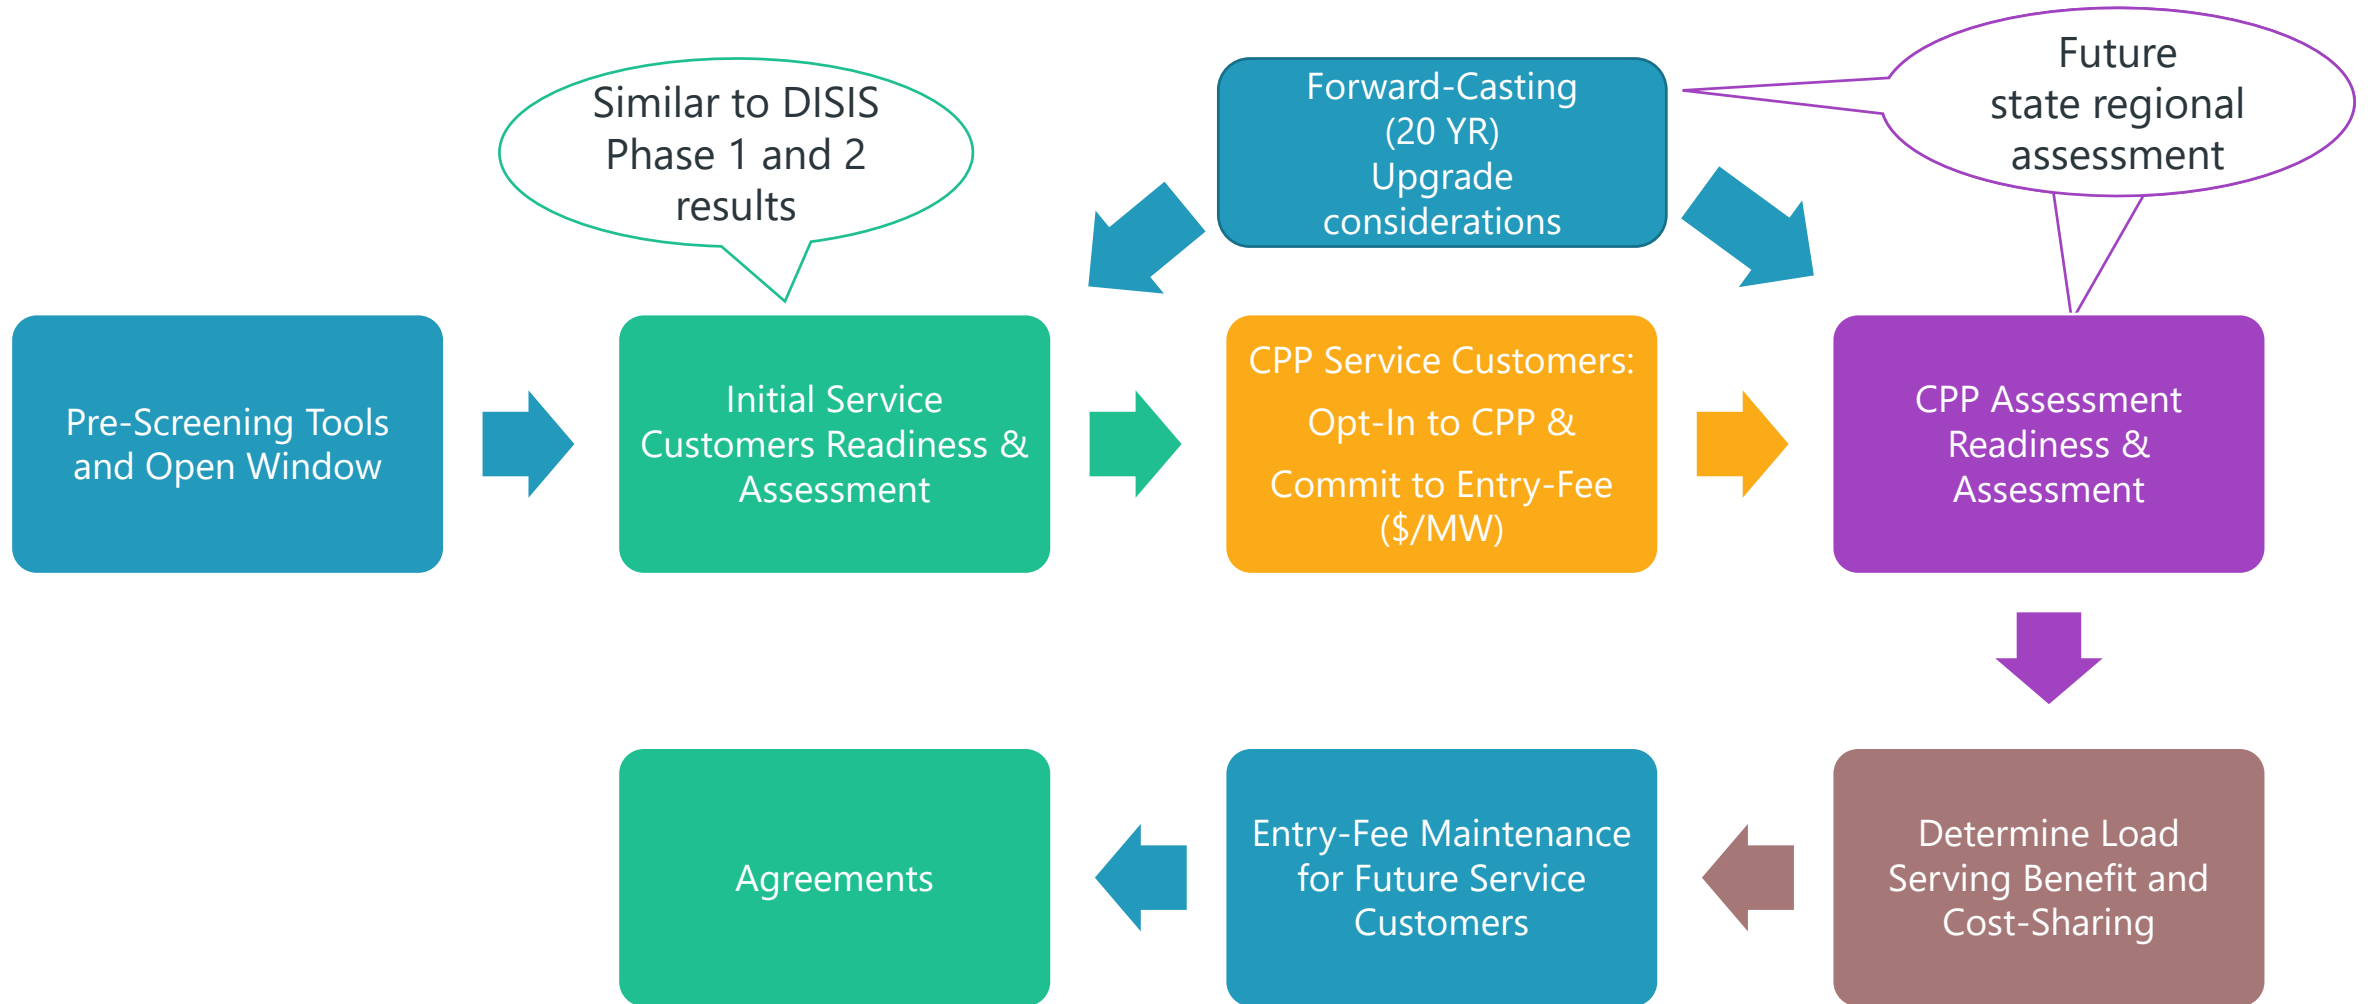 Similar to DISIS
Phase 1 and 2
results
Forward-Casting
(20 YR)
Upgrade
considerations
Future
state regional
assessment
Pre-Screening Tools
and Open Window
Initial Service
Customers Readiness &
Assessment
CPP Service Customers:
Opt-In to CPP &
Commit to Entry-Fee
($/MW)
CPP Assessment
Readiness &
Assessment
Determine Load
Serving Benefit and
Cost-Sharing
Entry-Fee Maintenance
for Future Service
Customers
Agreements